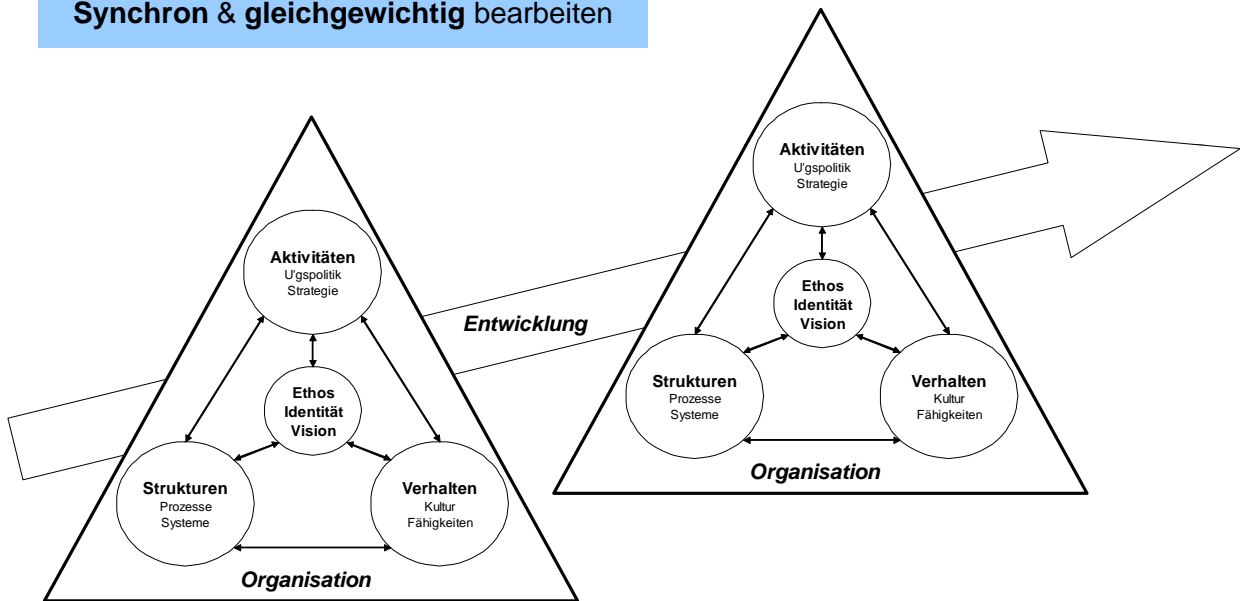 Synchron & gleichgewichtig bearbeiten
Aktivitäten
U'gspolitik
Strategie
Ethos
Identität
Vision
Strukturen
Prozesse
Systeme
Verhalten
Kultur
Fähigkeiten
Organisation
Entwicklung
Aktivitäten
U'gspolitik
Strategie
Ethos
Identität
Vision
Strukturen
Prozesse
Systeme
Verhalten
Kultur
Fähigkeiten
Organisation